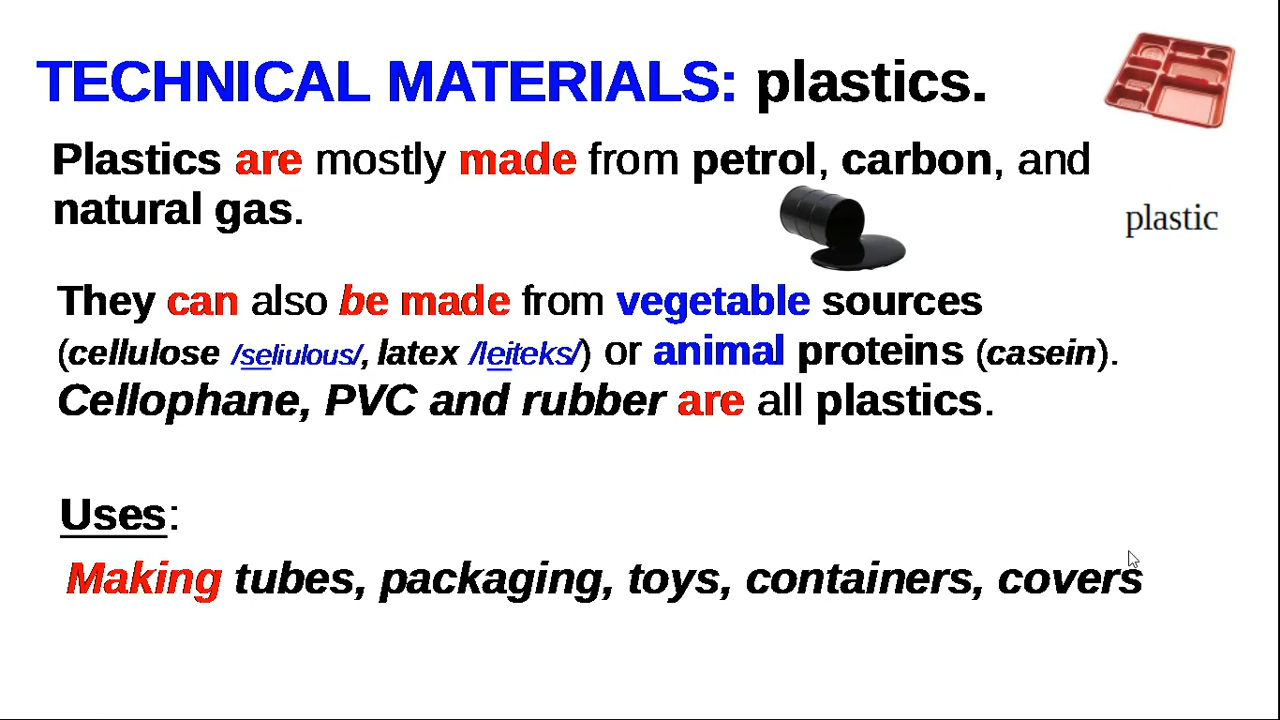 TECHNICAL MATERIALS: plastics.
Plastics are mostly made from petrol, carbon, and
natural gas.
plastic
They can also be made from vegetable sources
(cellulose /seliulous/, latex /leiteks/) or animal proteins (casein).
Cellophane, PVC and rubber are all plastics.
Uses:
Making tubes, packaging, toys, containers, covers